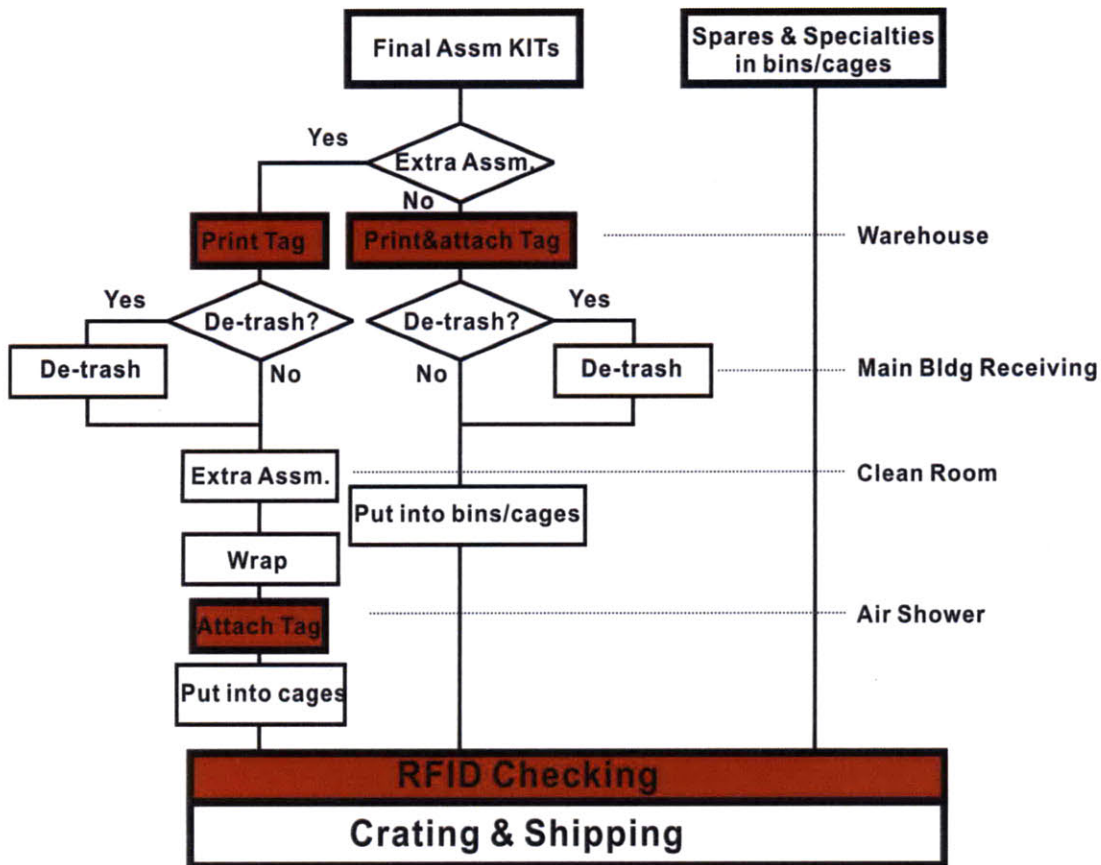 Final Assm KITs
Spares & Specialties
in bins/cages
Yes
Extra Assm.
No
Print Tag
Print&attach Tag
Warehouse
Yes
De-trash?
De-trash?
Yes
De-trash
No
No
De-trash
Main Bldg Receiving
Extra Assm.
Clean Room
Put into bins/cages
Wrap
Attach Tag
Air Shower
Put into cages
RFID Checking
Crating & Shipping